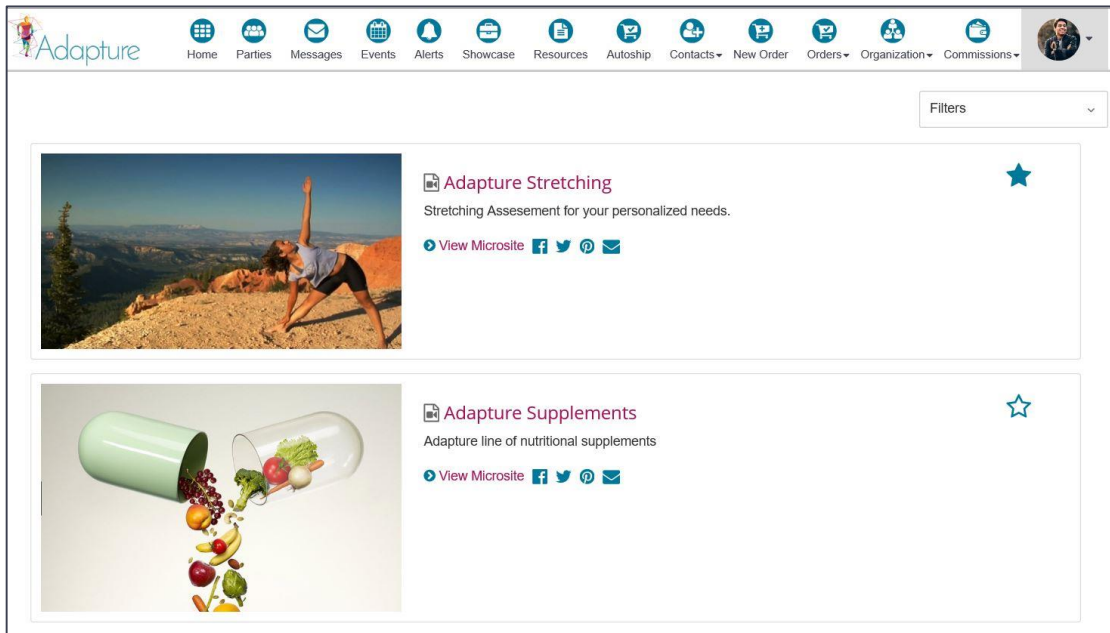 Adapture
Home Parties Messages Events Alerts Showcase Resources Autoship Contacts New Order Orders Organization Commissions
Filters
Adapture Stretching
Stretching Assesement for your personalized needs.
View Microsite
Adapture Supplements
Adapture line of nutritional supplements
View Microsite